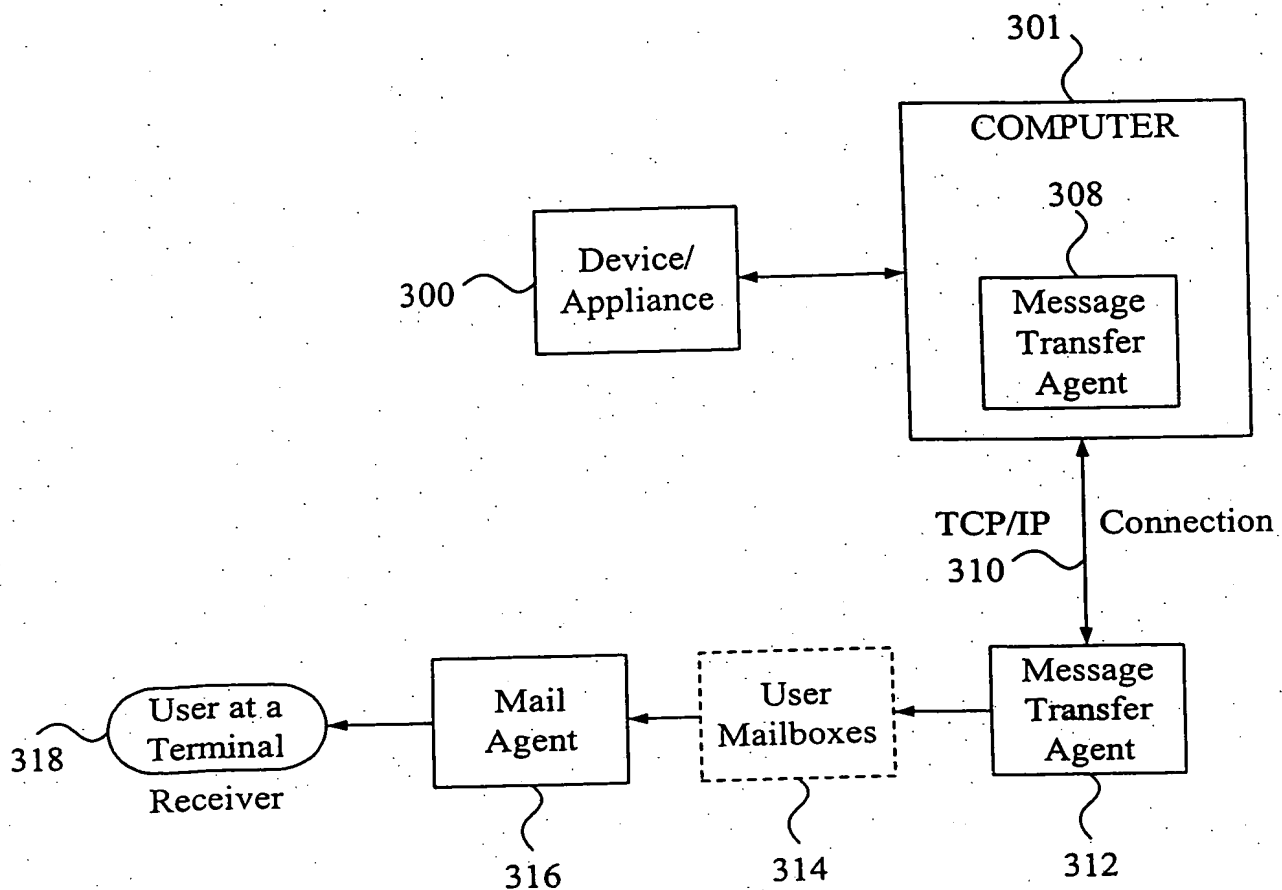 301
COMPUTER
308
Device/
Appliance
300
Message
Transfer
Agent
TCP/IP Connection
310
User at a
Terminal
318
Receiver
Mail
Agent
316
User
Mailboxes
314
Message
Transfer
Agent
312